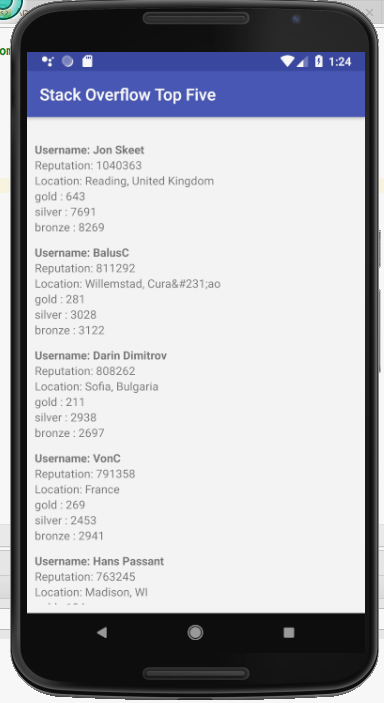 1:24
Stack Overflow Top Five
Username: Jon Skeet
Reputation: 1040363
Location: Reading, United Kingdom
gold : 643
silver : 7691
bronze : 8269
Username: BalusC
Reputation: 811292
Location: Willemstad, Cura&#231;ao
gold : 281
silver : 3028
bronze : 3122
Username: Darin Dimitrov
Reputation: 808262
Location: Sofia, Bulgaria
gold : 211
silver : 2938
bronze : 2697
Username: VonC
Reputation: 791358
Location: France
gold : 269
silver : 2453
bronze : 2941
Username: Hans Passant
Reputation: 763245
Location: Madison, WI